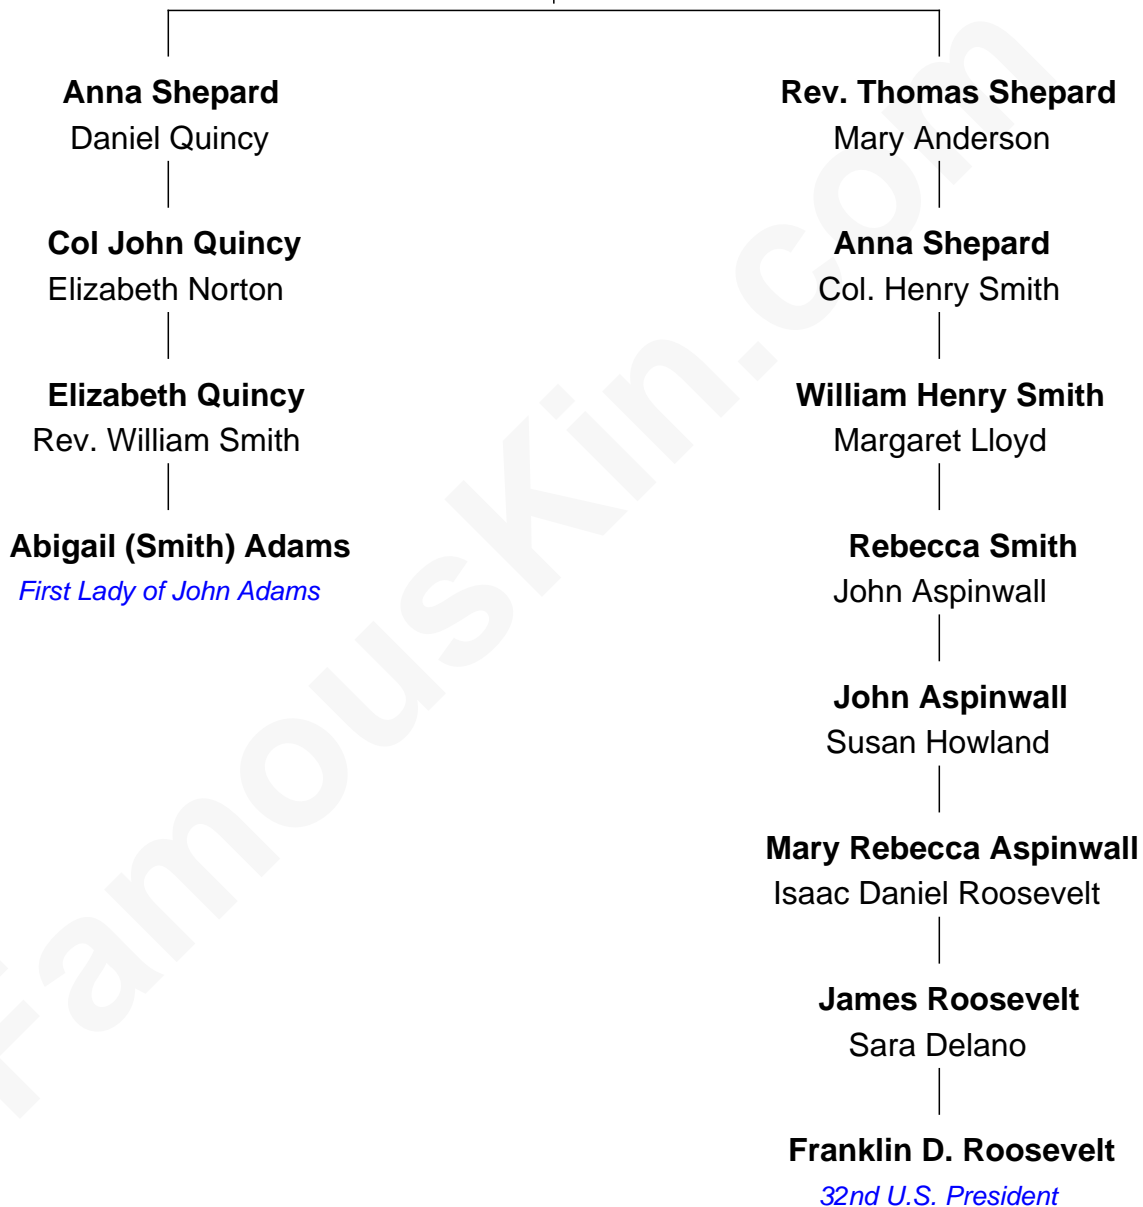 Anna Shepard
Daniel Quincy
Col John Quincy
Elizabeth Norton
Elizabeth Quincy
Rev. William Smith
Abigail (Smith) Adams
First Lady of John Adams
Rev. Thomas Shepard
Mary Anderson
Anna Shepard
Col. Henry Smith
William Henry Smith
Margaret Lloyd
Rebecca Smith
John Aspinwall
John Aspinwall
Susan Howland
Mary Rebecca Aspinwall
Isaac Daniel Roosevelt
James Roosevelt
Sara Delano
Franklin D. Roosevelt
32nd U.S. President
FamousKin.com